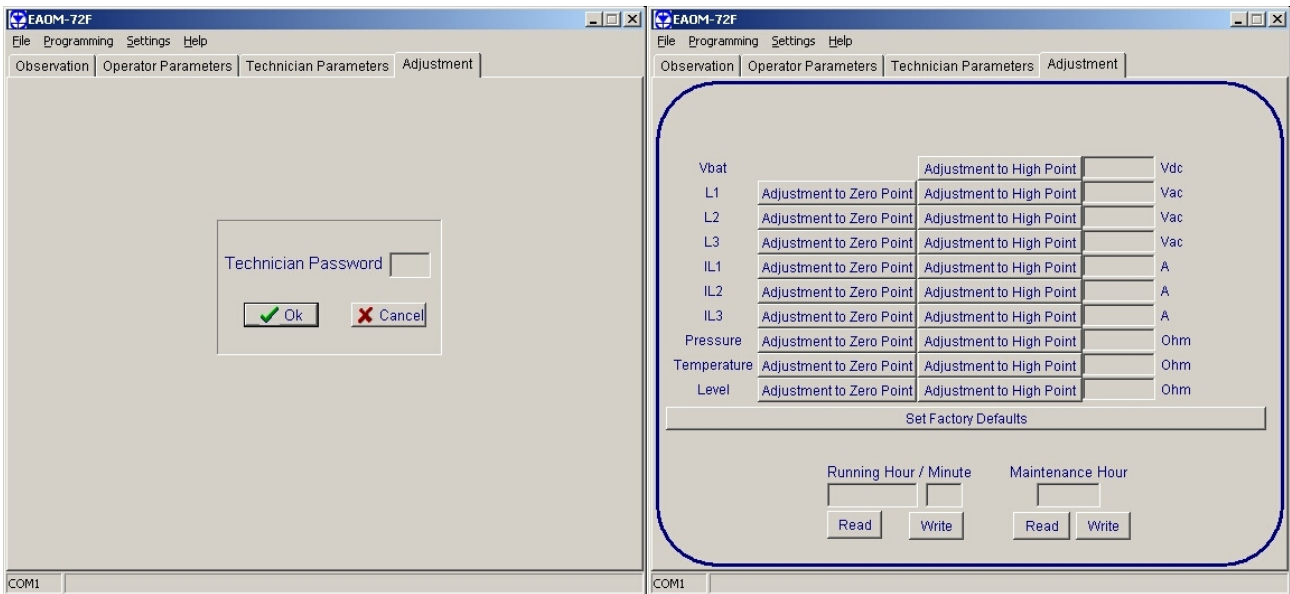 EAOM-72F
File Programming Settings Help
Observation Operator Parameters Technician Parameters Adjustment
Technician Password
Ok Cancel
COM1
EAOM-72F
File Programming Settings Help
Observation Operator Parameters Technician Parameters Adjustment
Vbat Adjustment to High Point Vdc
L1 Adjustment to Zero Point Adjustment to High Point Vac
L2 Adjustment to Zero Point Adjustment to High Point Vac
L3 Adjustment to Zero Point Adjustment to High Point Vac
IL1 Adjustment to Zero Point Adjustment to High Point A
IL2 Adjustment to Zero Point Adjustment to High Point A
IL3 Adjustment to Zero Point Adjustment to High Point A
Pressure Adjustment to Zero Point Adjustment to High Point Ohm
Temperature Adjustment to Zero Point Adjustment to High Point Ohm
Level Adjustment to Zero Point Adjustment to High Point Ohm
Set Factory Defaults
Running Hour / Minute Maintenance Hour
Read Write Read Write
COM1